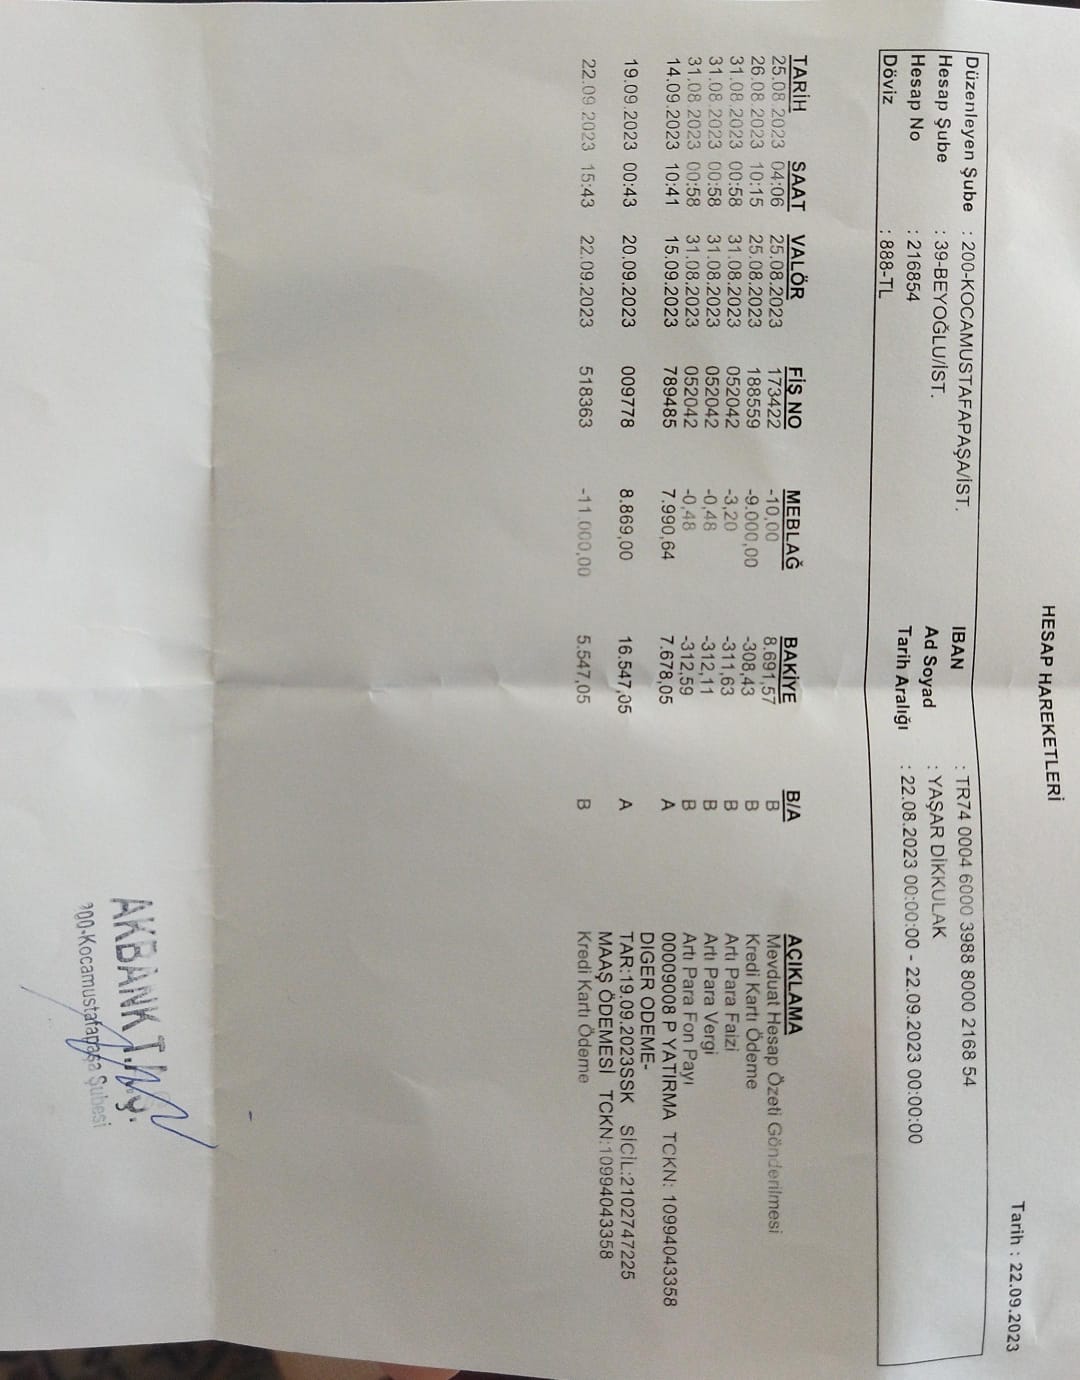 HESAP HAREKETLERİ
Tarih : 22.09.2023
Düzenleyen Şube : 200-KOCAMUSTAFAPAŞA/İST. IBAN : TR74 0004 6000 3988 8000 2168 54
Hesap Şube : 39-BEYOĞLU/İST. Ad Soyad : YAŞAR DİKKULAK
Hesap No : 216854 Tarih Aralığı : 22.08.2023 00:00:00 - 22.09.2023 00:00:00
Döviz : 888-TL
TARİH SAAT VALÖR FİŞ NO MEBLAĞ BAKİYE B/A AÇIKLAMA
25.08.2023 04:06 25.08.2023 173422 -10,00 8.691,57 B Mevduat Hesap Özeti Gönderilmesi
26.08.2023 10:15 25.08.2023 188559 -9.000,00 -308,43 B Kredi Kartı Ödeme
31.08.2023 00:58 31.08.2023 052042 -3,20 -311,63 B Artı Para Faizi
31.08.2023 00:58 31.08.2023 052042 -0,48 -312,11 B Artı Para Vergi
31.08.2023 00:58 31.08.2023 052042 -0,48 -312,59 B Artı Para Fon Payı
14.09.2023 10:41 15.09.2023 789485 7.990,64 7.678,05 A 00009008 P YATIRMA TCKN: 10994043358
DIGER ODEME-
19.09.2023 00:43 20.09.2023 009778 8.869,00 16.547,05 A TAR:19.09.2023SSK SİCİL:2102747225
MAAŞ ÖDEMESİ TCKN:10994043358
22.09.2023 15:43 22.09.2023 518363 -11.000,00 5.547,05 B Kredi Kartı Ödeme
AKBANK T.A.Ş.
200-Kocamustafapaşa Şubesi